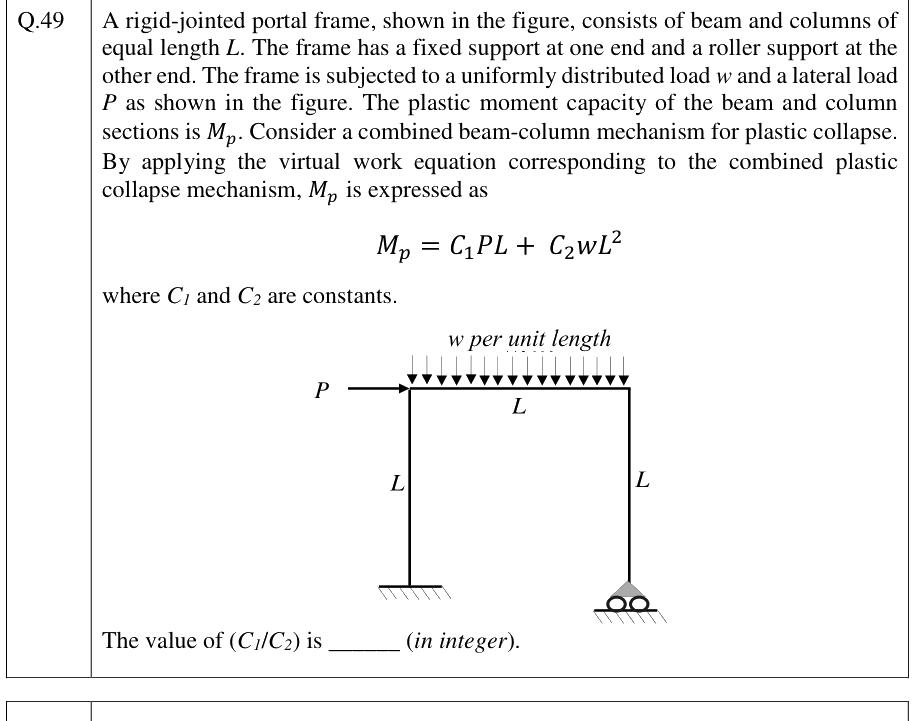 Q.49
A rigid-jointed portal frame, shown in the figure, consists of beam and columns of
equal length L. The frame has a fixed support at one end and a roller support at the
other end. The frame is subjected to a uniformly distributed load w and a lateral load
P as shown in the figure. The plastic moment capacity of the beam and column
sections is Mₚ. Consider a combined beam-column mechanism for plastic collapse.
By applying the virtual work equation corresponding to the combined plastic
collapse mechanism, Mₚ is expressed as
Mₚ = C₁PL + C₂wL²
where C₁ and C₂ are constants.
w per unit length
P
L
L
L
The value of (C₁/C₂) is ______ (in integer).